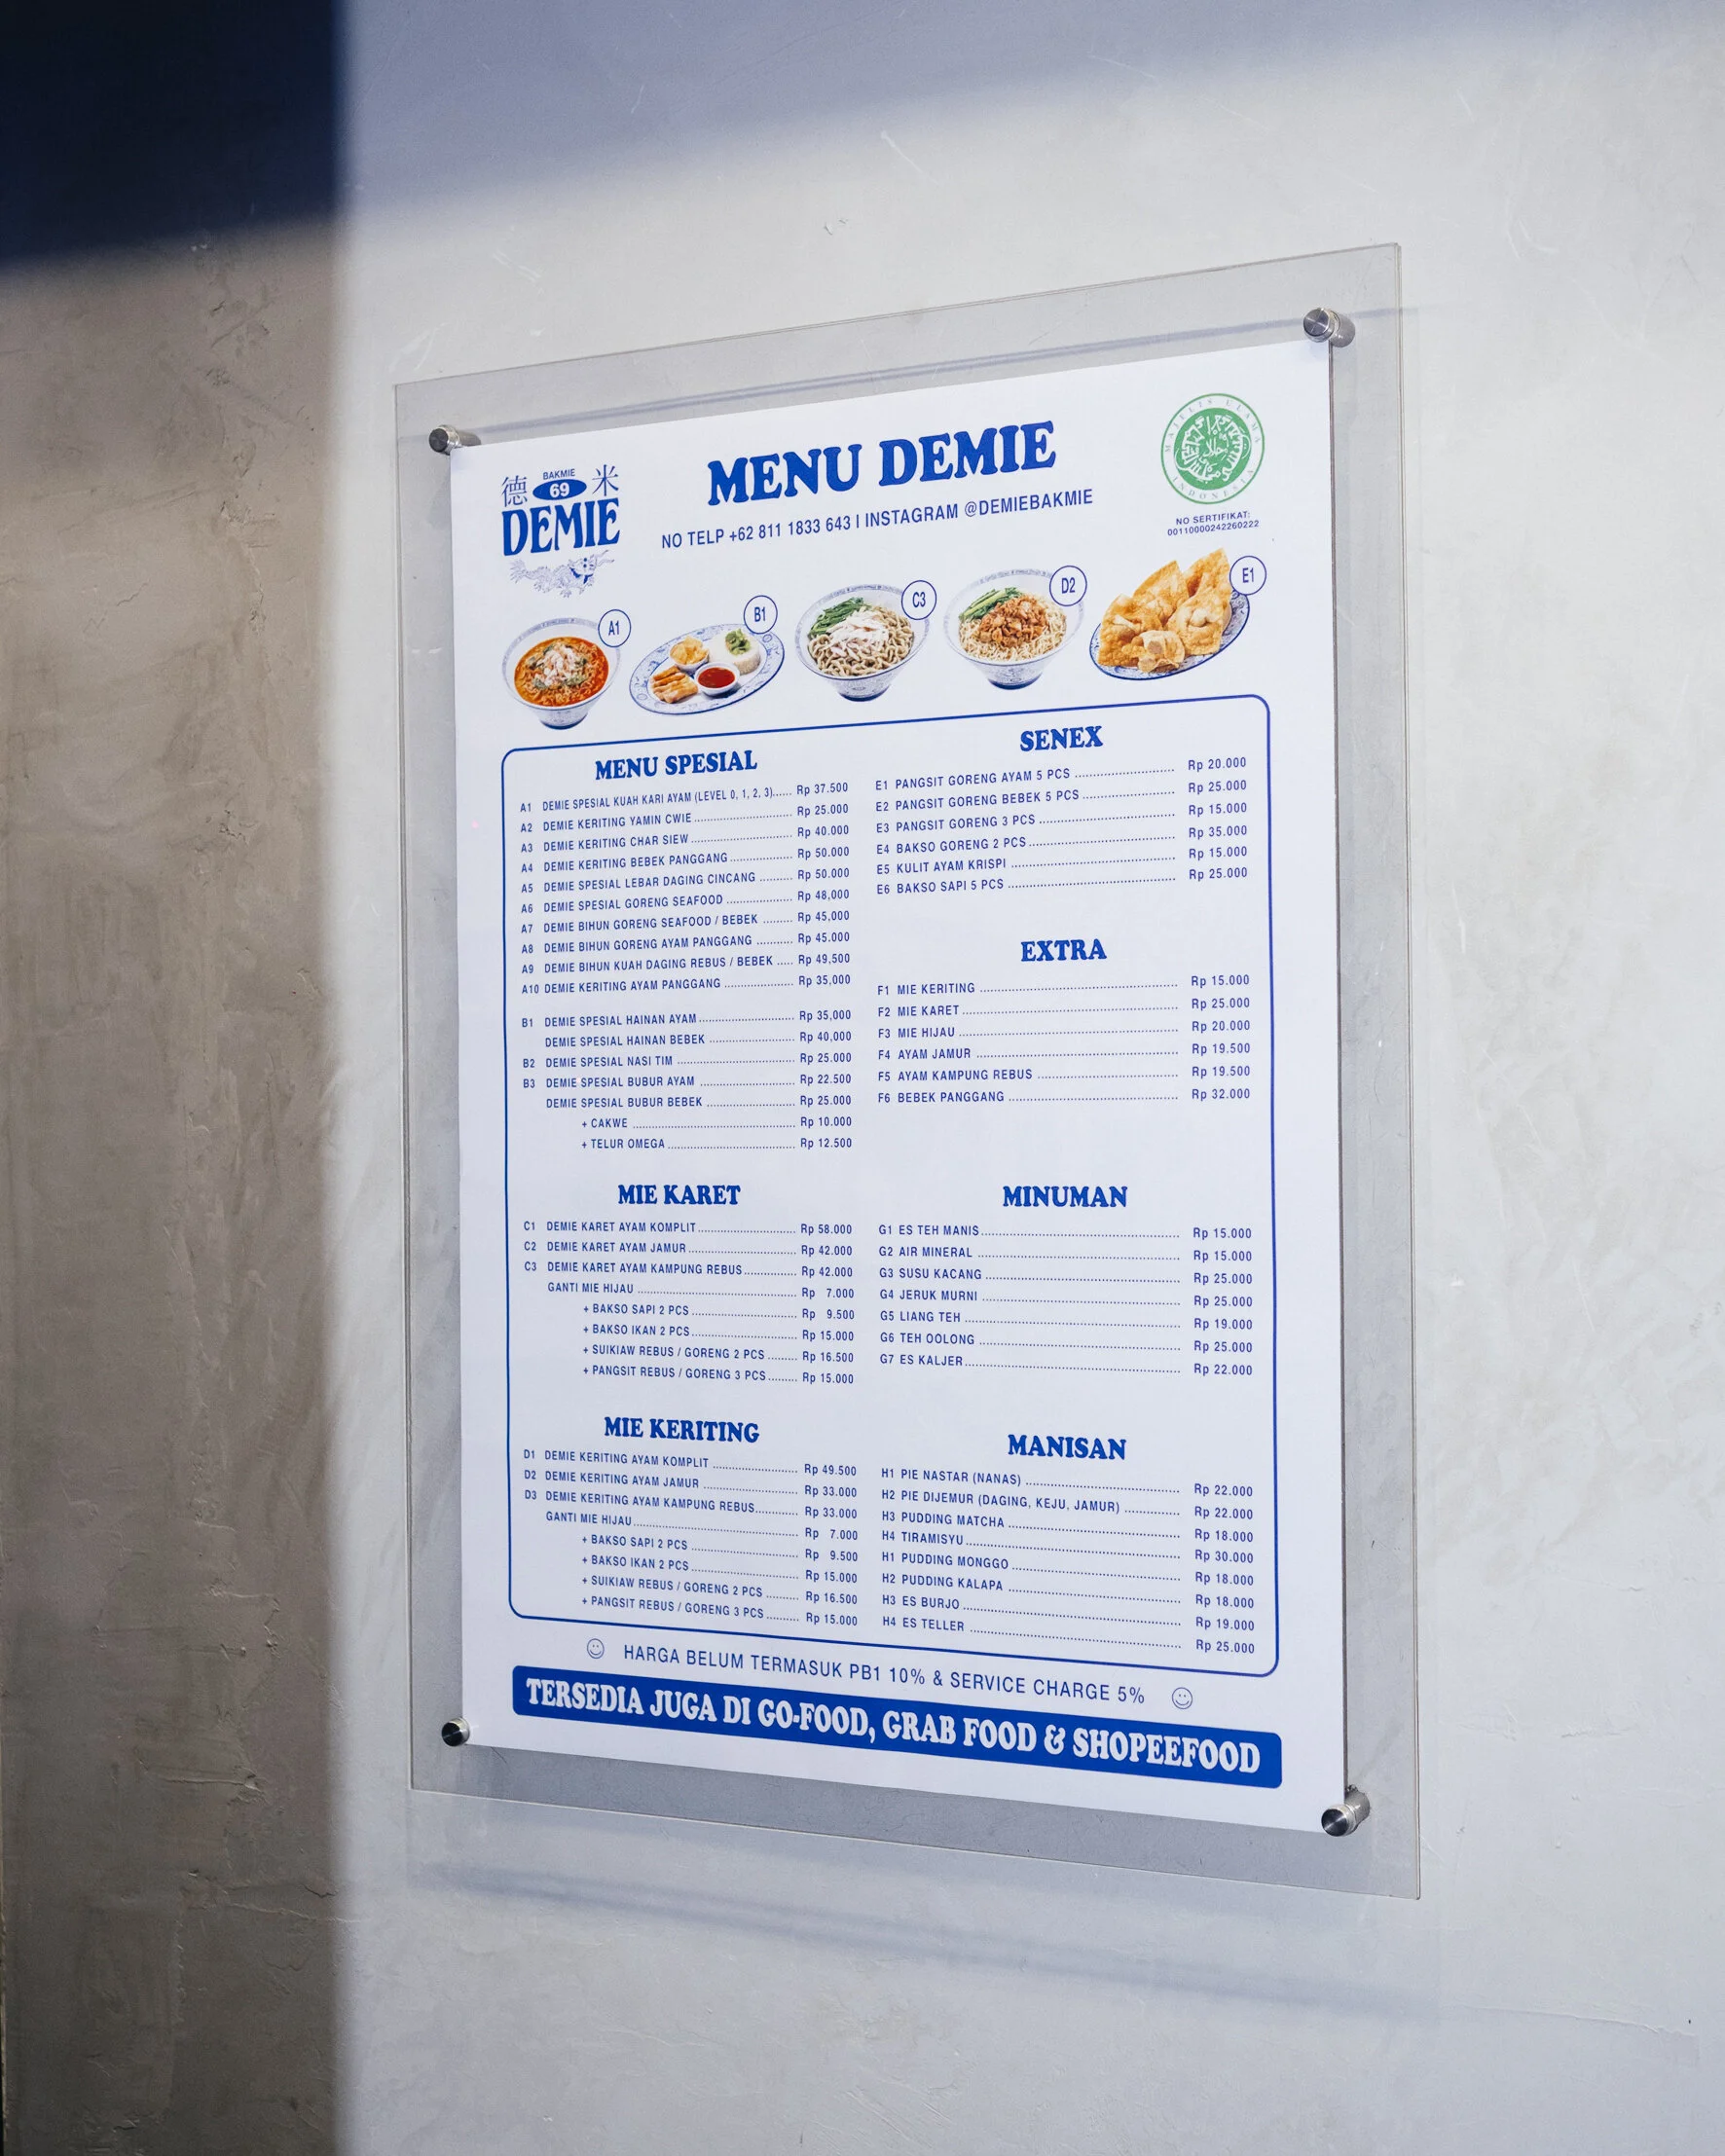 德 BAKMIE 米
69
DEMIE
MENU DEMIE
NO TELP +62 811 1833 643 I INSTAGRAM @DEMIEBAKMIE
MAJELIS ULAMA
INDONESIA
NO SERTIFIKAT:
00110000242260222
A1
B1
C3
D2
E1
MENU SPESIAL
A1 DEMIE SPESIAL KUAH KARI AYAM (LEVEL 0, 1, 2, 3)...... Rp 37.500
A2 DEMIE KERITING YAMIN CWIE ...... Rp 25.000
A3 DEMIE KERITING CHAR SIEW ...... Rp 40.000
A4 DEMIE KERITING BEBEK PANGGANG ...... Rp 50.000
A5 DEMIE SPESIAL LEBAR DAGING CINCANG ...... Rp 50.000
A6 DEMIE SPESIAL GORENG SEAFOOD ...... Rp 48,000
A7 DEMIE BIHUN GORENG SEAFOOD / BEBEK ...... Rp 45,000
A8 DEMIE BIHUN GORENG AYAM PANGGANG ...... Rp 45.000
A9 DEMIE BIHUN KUAH DAGING REBUS / BEBEK ..... Rp 49,500
A10 DEMIE KERITING AYAM PANGGANG ...... Rp 35,000
B1 DEMIE SPESIAL HAINAN AYAM ...... Rp 35,000
DEMIE SPESIAL HAINAN BEBEK ...... Rp 40,000
B2 DEMIE SPESIAL NASI TIM ...... Rp 25.000
B3 DEMIE SPESIAL BUBUR AYAM ...... Rp 22.500
DEMIE SPESIAL BUBUR BEBEK ...... Rp 25.000
+ CAKWE ...... Rp 10.000
+ TELUR OMEGA ...... Rp 12.500
MIE KARET
C1 DEMIE KARET AYAM KOMPLIT ...... Rp 58.000
C2 DEMIE KARET AYAM JAMUR ...... Rp 42.000
C3 DEMIE KARET AYAM KAMPUNG REBUS ...... Rp 42.000
GANTI MIE HIJAU ...... Rp 7.000
+ BAKSO SAPI 2 PCS ...... Rp 9.500
+ BAKSO IKAN 2 PCS ...... Rp 15.000
+ SUIKIAW REBUS / GORENG 2 PCS ...... Rp 16.500
+ PANGSIT REBUS / GORENG 3 PCS ...... Rp 15.000
MIE KERITING
D1 DEMIE KERITING AYAM KOMPLIT ...... Rp 49.500
D2 DEMIE KERITING AYAM JAMUR ...... Rp 33.000
D3 DEMIE KERITING AYAM KAMPUNG REBUS ...... Rp 33.000
GANTI MIE HIJAU ...... Rp 7.000
+ BAKSO SAPI 2 PCS ...... Rp 9.500
+ BAKSO IKAN 2 PCS ...... Rp 15.000
+ SUIKIAW REBUS / GORENG 2 PCS ...... Rp 16.500
+ PANGSIT REBUS / GORENG 3 PCS ...... Rp 15.000
SENEX
E1 PANGSIT GORENG AYAM 5 PCS ...... Rp 20.000
E2 PANGSIT GORENG BEBEK 5 PCS ...... Rp 25.000
E3 PANGSIT GORENG 3 PCS ...... Rp 15.000
E4 BAKSO GORENG 2 PCS ...... Rp 35.000
E5 KULIT AYAM KRISPI ...... Rp 15.000
E6 BAKSO SAPI 5 PCS ...... Rp 25.000
EXTRA
F1 MIE KERITING ...... Rp 15.000
F2 MIE KARET ...... Rp 25.000
F3 MIE HIJAU ...... Rp 20.000
F4 AYAM JAMUR ...... Rp 19.500
F5 AYAM KAMPUNG REBUS ...... Rp 19.500
F6 BEBEK PANGGANG ...... Rp 32.000
MINUMAN
G1 ES TEH MANIS ...... Rp 15.000
G2 AIR MINERAL ...... Rp 15.000
G3 SUSU KACANG ...... Rp 25.000
G4 JERUK MURNI ...... Rp 25.000
G5 LIANG TEH ...... Rp 19.000
G6 TEH OOLONG ...... Rp 25.000
G7 ES KALJER ...... Rp 22.000
MANISAN
H1 PIE NASTAR (NANAS) ...... Rp 22.000
H2 PIE DIJEMUR (DAGING, KEJU, JAMUR) ...... Rp 22.000
H3 PUDDING MATCHA ...... Rp 18.000
H4 TIRAMISYU ...... Rp 30.000
H1 PUDDING MONGGO ...... Rp 18.000
H2 PUDDING KALAPA ...... Rp 18.000
H3 ES BURJO ...... Rp 19.000
H4 ES TELLER ...... Rp 25.000
HARGA BELUM TERMASUK PB1 10% & SERVICE CHARGE 5%
TERSEDIA JUGA DI GO-FOOD, GRAB FOOD & SHOPEEFOOD